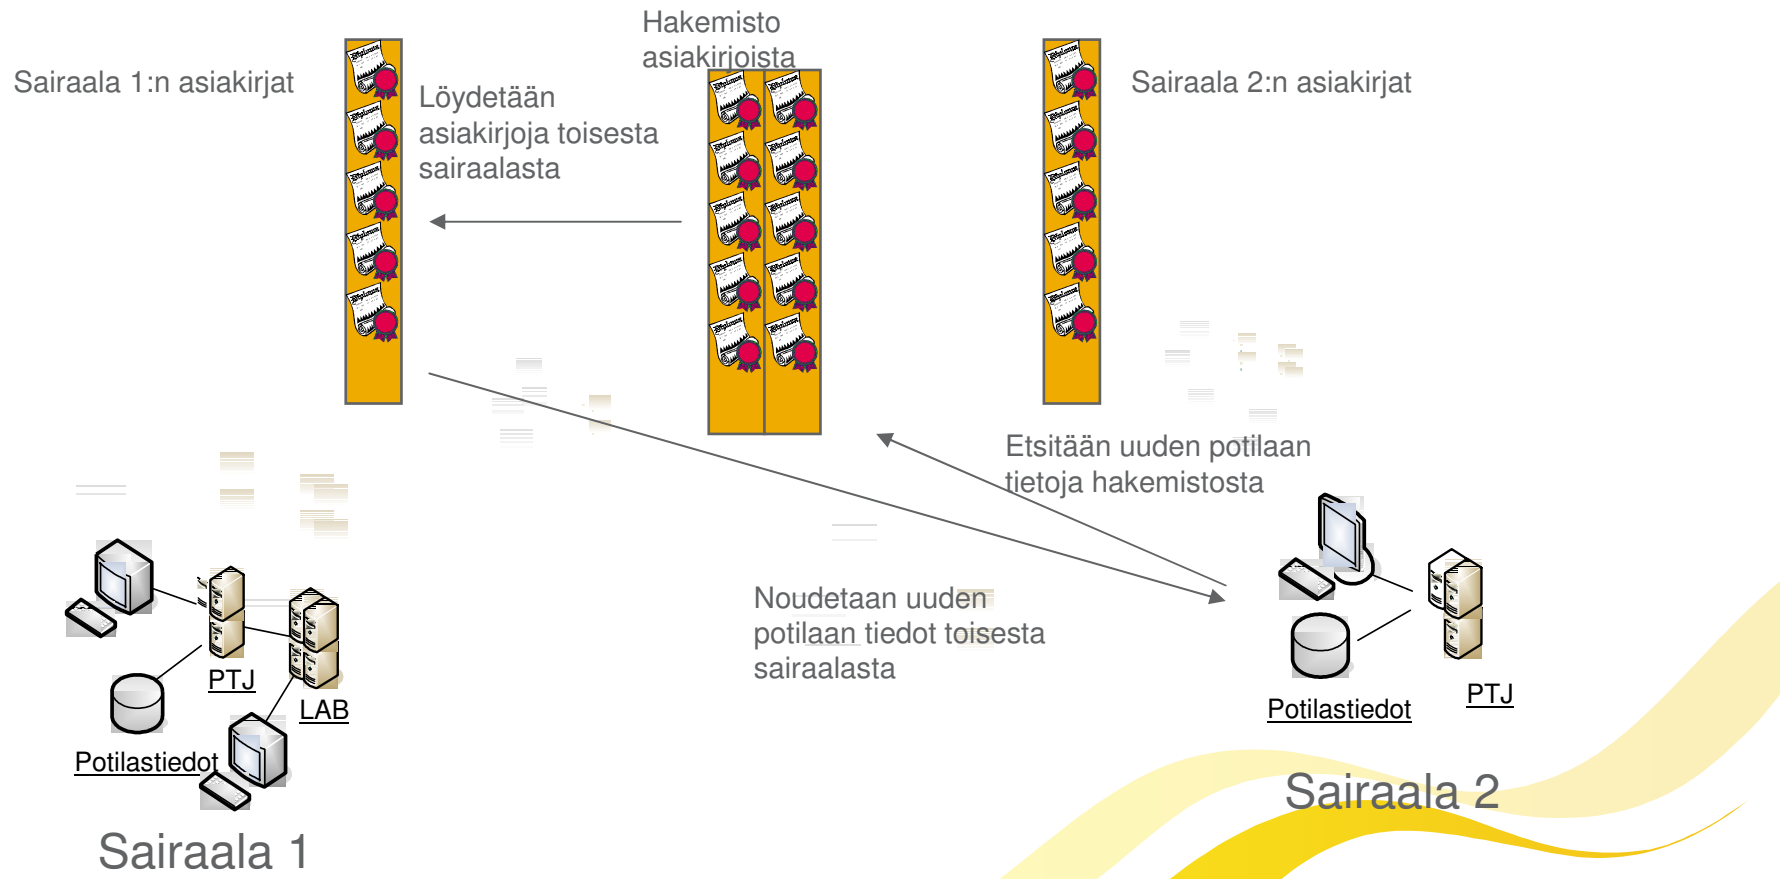 Hakemisto
asiakirjoista
Sairaala 1:n asiakirjat
Löydetään
asiakirjoja toisesta
sairaalasta
Sairaala 2:n asiakirjat
Etsitään uuden potilaan
tietoja hakemistosta
Noudetaan uuden
potilaan tiedot toisesta
sairaalasta
PTJ
LAB
Potilastiedot
Sairaala 1
Potilastiedot
PTJ
Sairaala 2